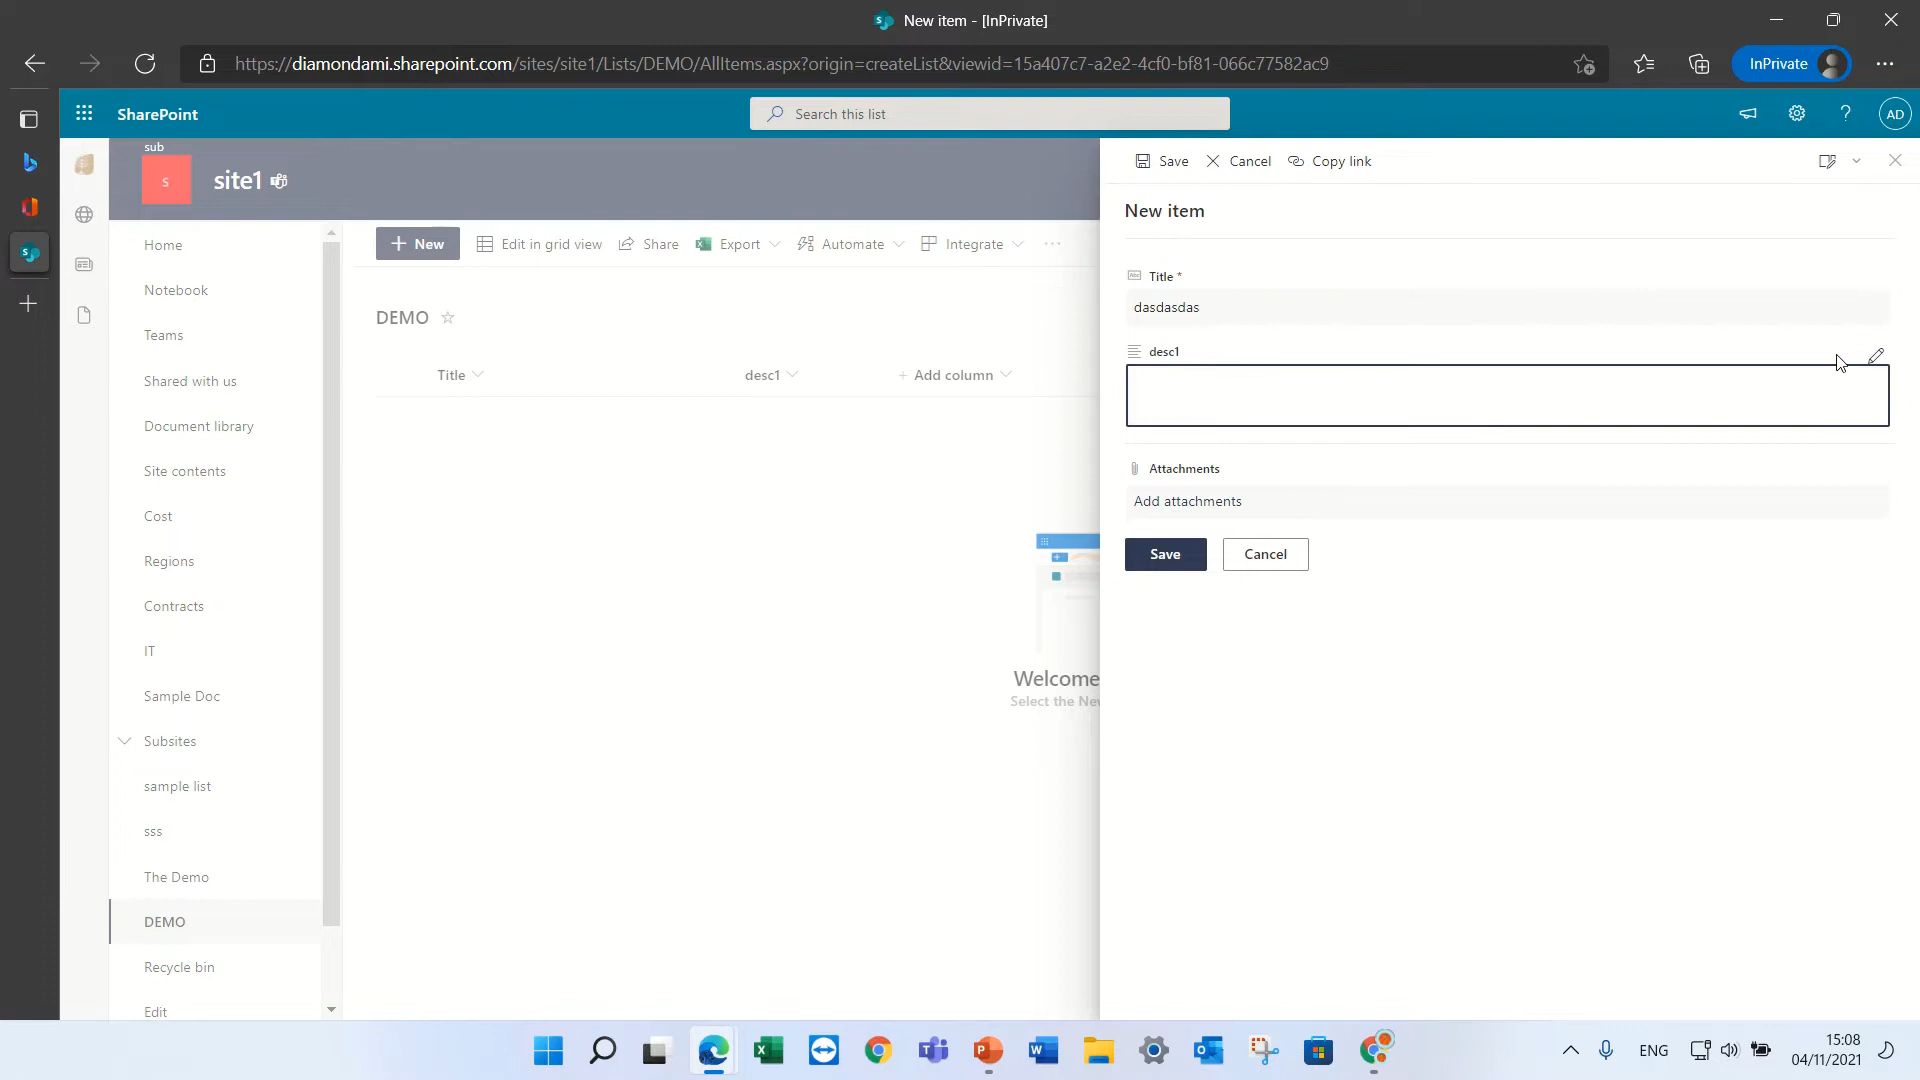 New item - [InPrivate]
https://diamondami.sharepoint.com/sites/site1/Lists/DEMO/AllItems.aspx?origin=createList&viewid=15a407c7-a2e2-4cf0-bf81-066c77582ac9
InPrivate
SharePoint
Search this list
AD
sub
s
site1
Home
Notebook
Teams
Shared with us
Document library
Site contents
Cost
Regions
Contracts
IT
Sample Doc
Subsites
sample list
sss
The Demo
DEMO
Recycle bin
Edit
New
Edit in grid view
Share
Export
Automate
Integrate
DEMO
Title
desc1
Add column
Welcome
Select the Nev
Save
Cancel
Copy link
New item
Title *
dasdasdas
desc1
Attachments
Add attachments
Save
Cancel
ENG
15:08
04/11/2021